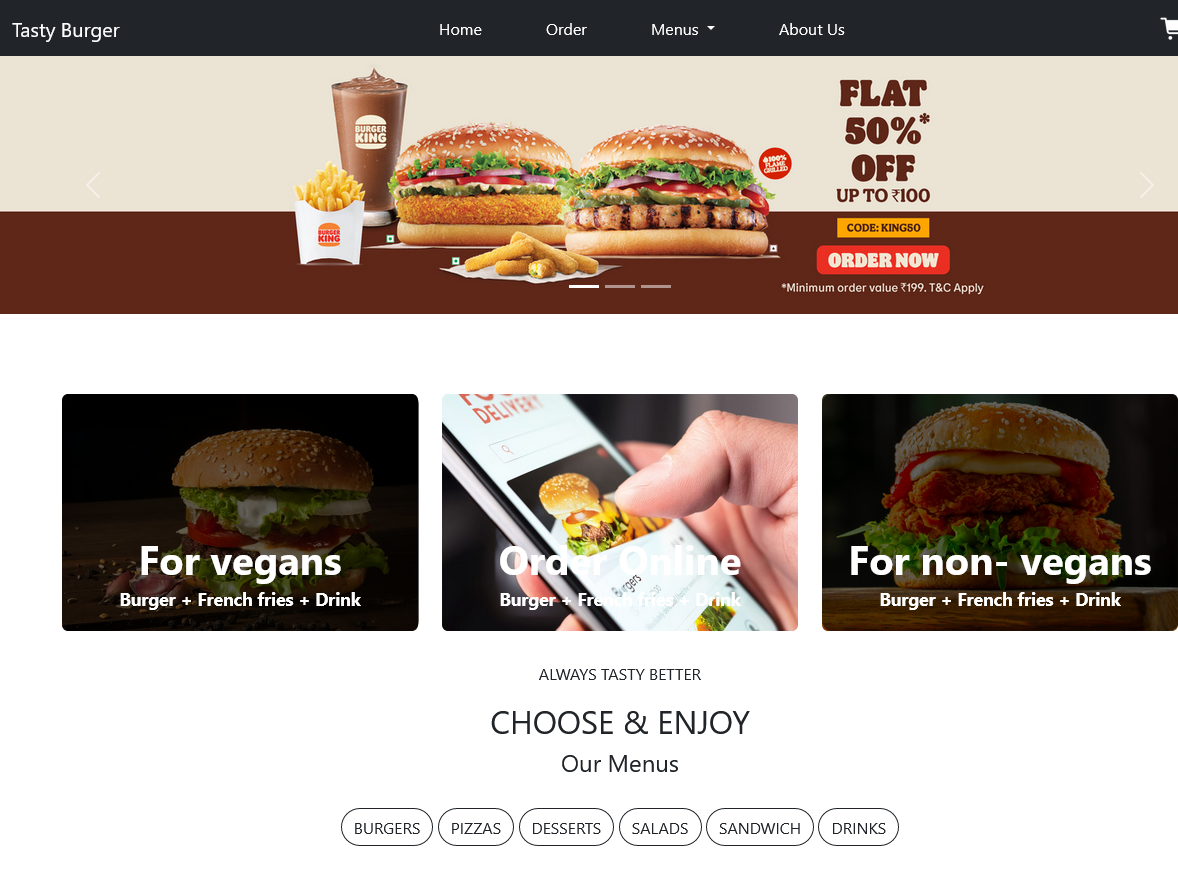 Tasty Burger
Home
Order
Menus
About Us
BURGER
KING
BURGER
KING
100%
FLAME
GRILLED
FLAT
50%*
OFF
UP TO ₹100
CODE: KING50
ORDER NOW
*Minimum order value ₹199. T&C Apply
DELIVERY
For vegans
Burger + French fries + Drink
Order Online
Burger + French fries + Drink
For non- vegans
Burger + French fries + Drink
ALWAYS TASTY BETTER
CHOOSE & ENJOY
Our Menus
BURGERS
PIZZAS
DESSERTS
SALADS
SANDWICH
DRINKS